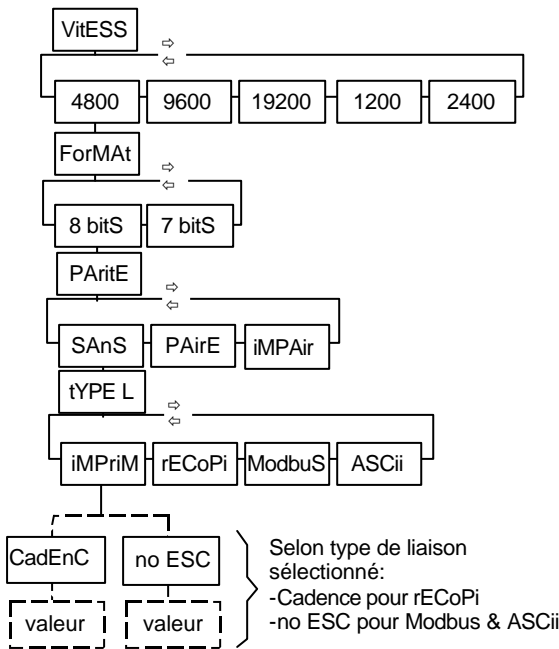 VitESS
4800 9600 19200 1200 2400
ForMAt
8 bitS 7 bitS
PAritE
SAnS PAirE iMPAir
tYPE L
iMPriM rECoPi ModbuS ASCii
CadEnC no ESC
valeur valeur
Selon type de liaison
sélectionné:
-Cadence pour rECoPi
-no ESC pour Modbus & ASCii